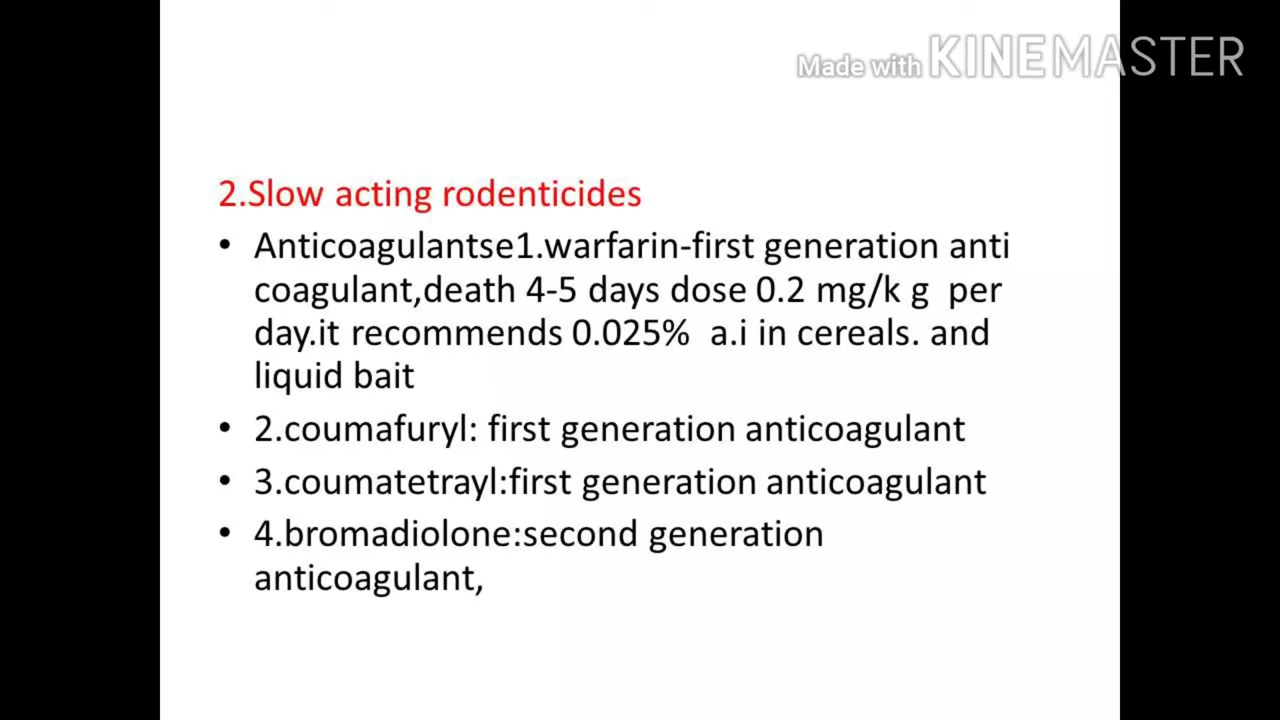 Made with KINEMASTER
2.Slow acting rodenticides
• Anticoagulantse1.warfarin-first generation anti
coagulant,death 4-5 days dose 0.2 mg/k g per
day.it recommends 0.025% a.i in cereals. and
liquid bait
• 2.coumafuryl: first generation anticoagulant
• 3.coumatetrayl:first generation anticoagulant
• 4.bromadiolone:second generation
anticoagulant,